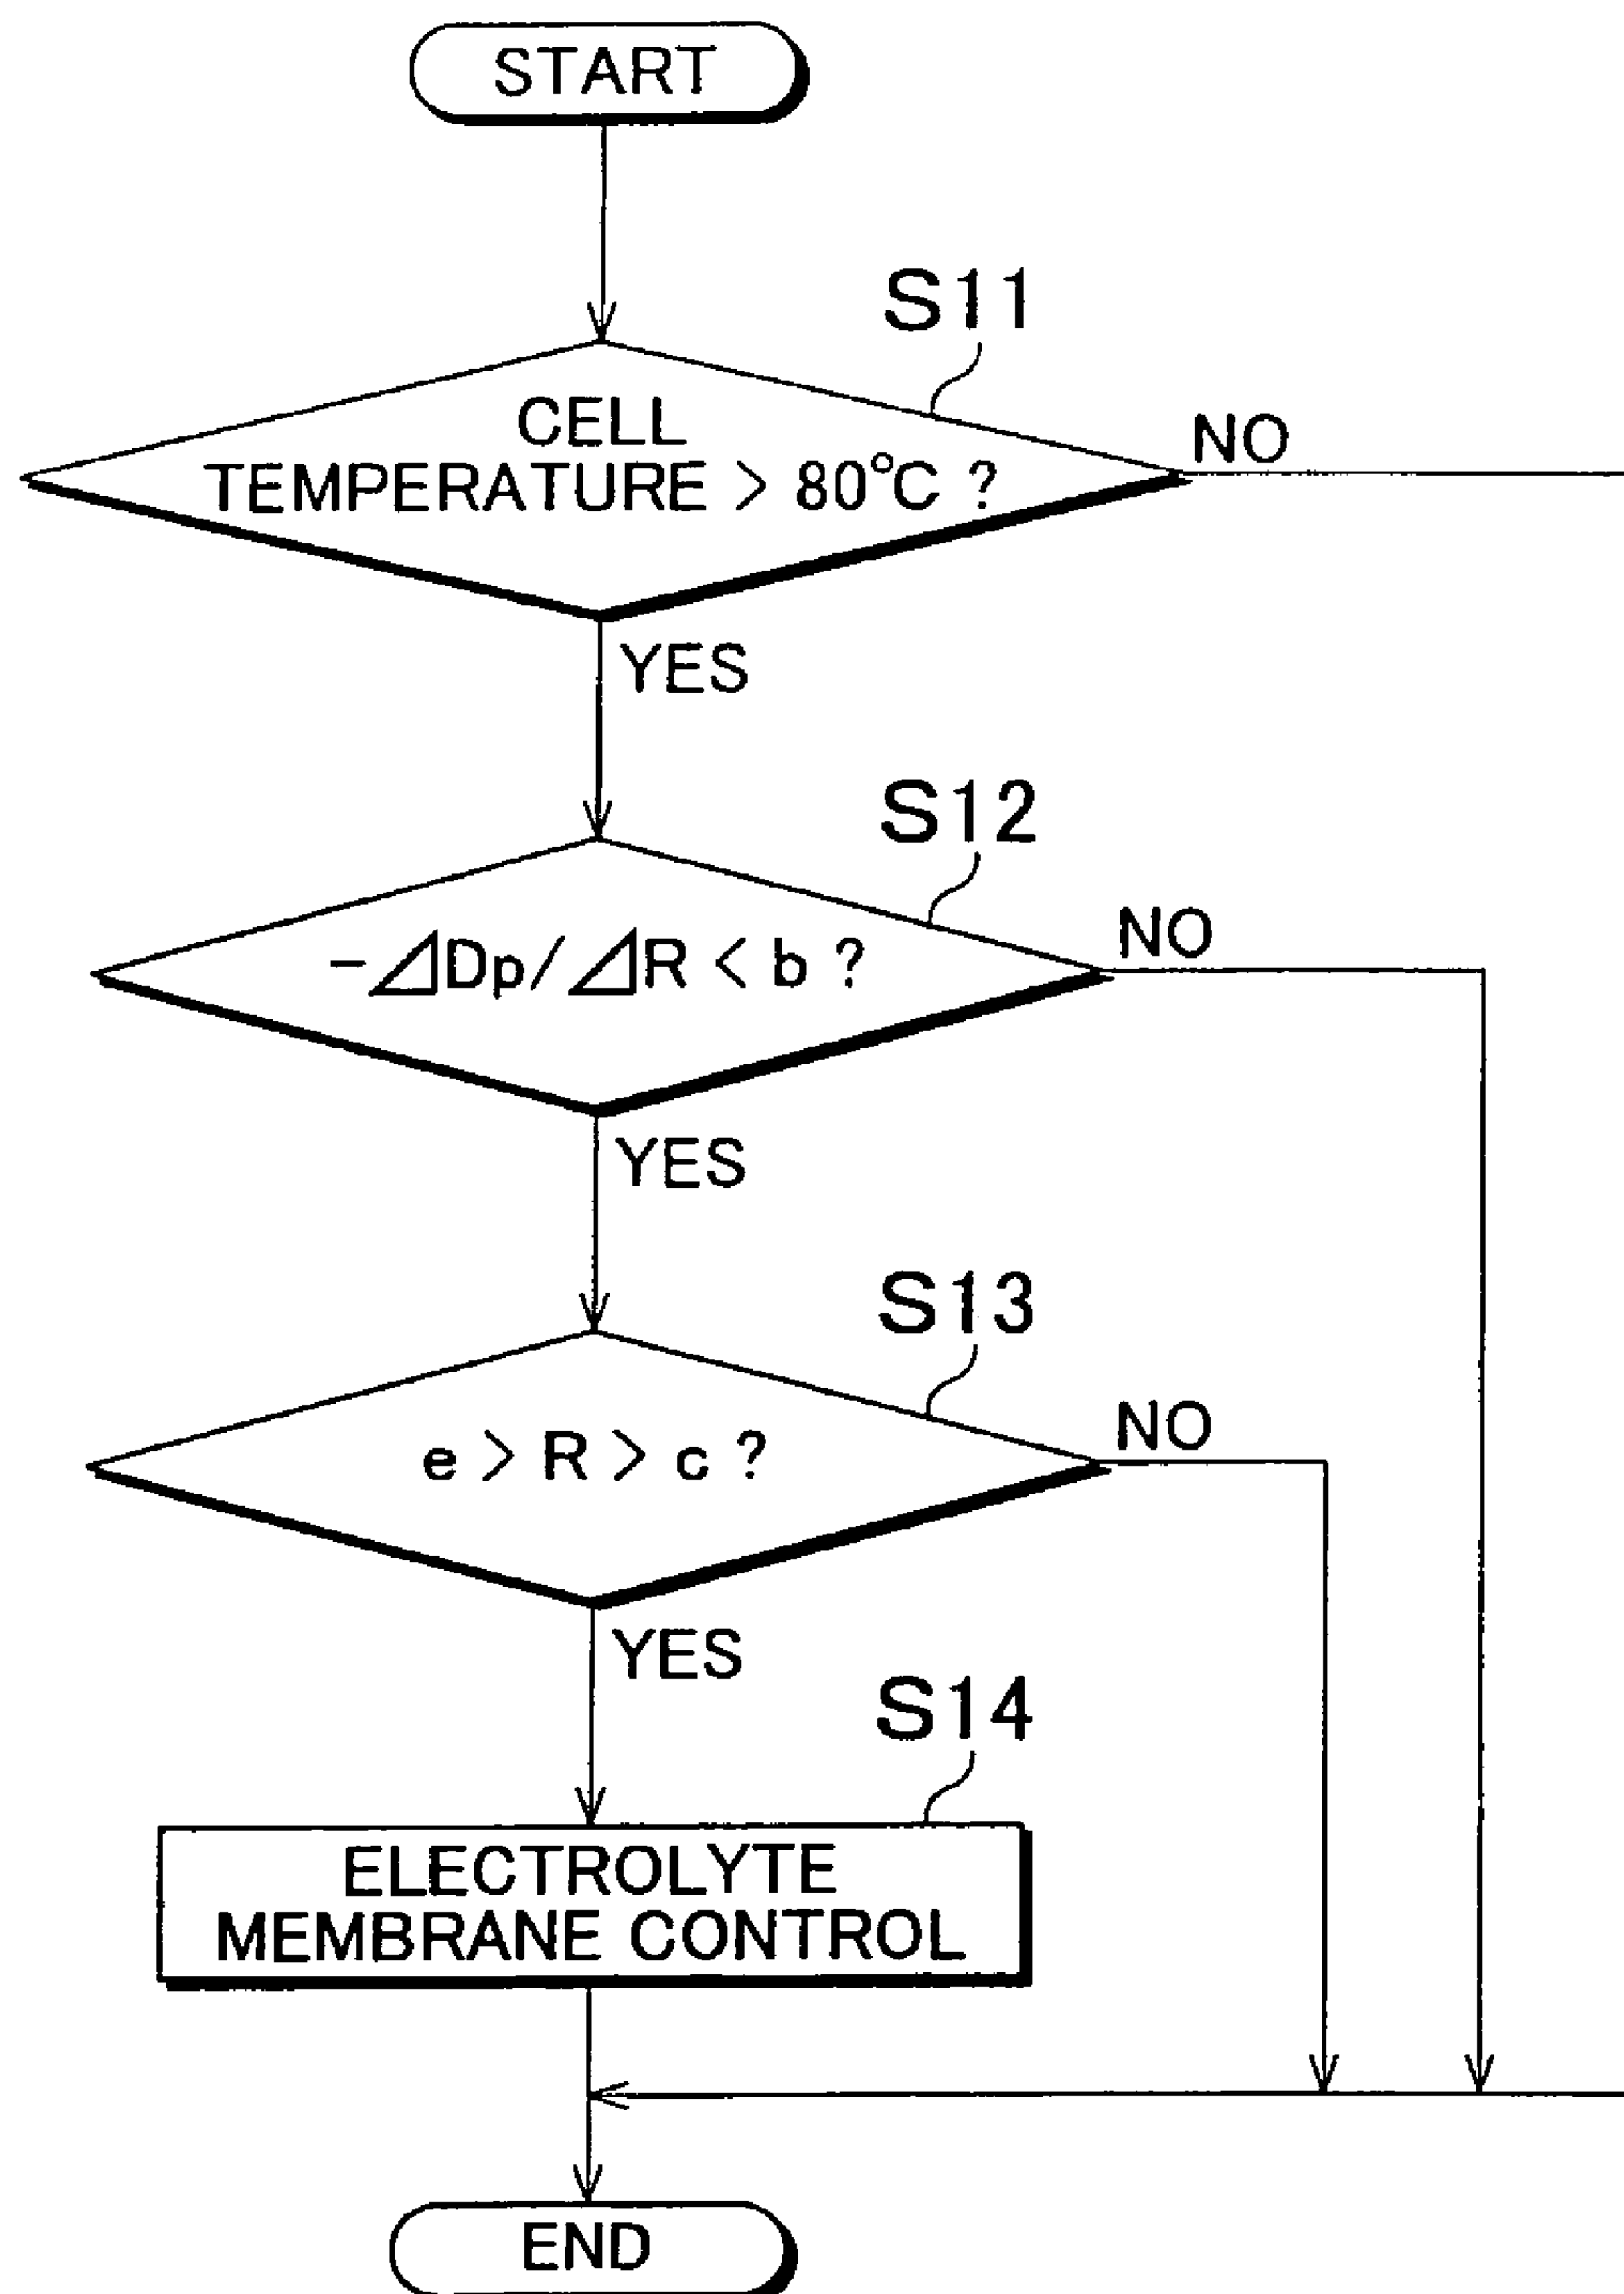 START
S11
CELL
TEMPERATURE > 80°C ?
NO
YES
S12
-⊿Dp/⊿R < b ?
NO
YES
S13
e > R > c ?
NO
YES
S14
ELECTROLYTE
MEMBRANE CONTROL
END